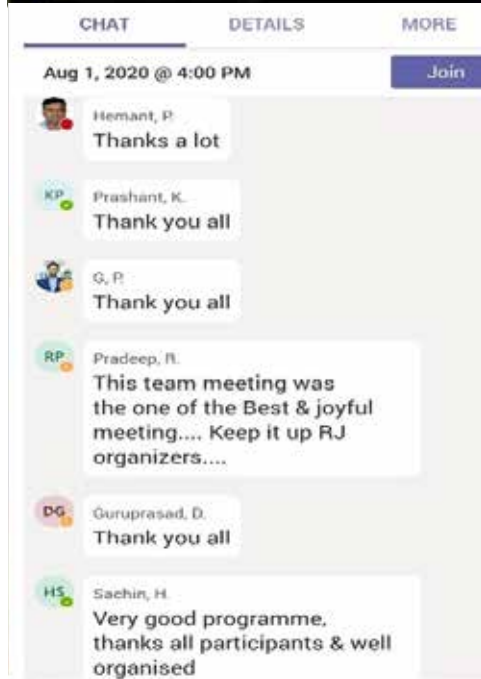 CHAT DETAILS MORE
Aug 1, 2020 @ 4:00 PM Join
Hemant, P.
Thanks a lot
KP
Prashant, K.
Thank you all
G, P.
Thank you all
RP
Pradeep, R.
This team meeting was
the one of the Best & joyful
meeting.... Keep it up RJ
organizers....
DG
Guruprasad, D.
Thank you all
HS
Sachin, H.
Very good programme,
thanks all participants & well
organised